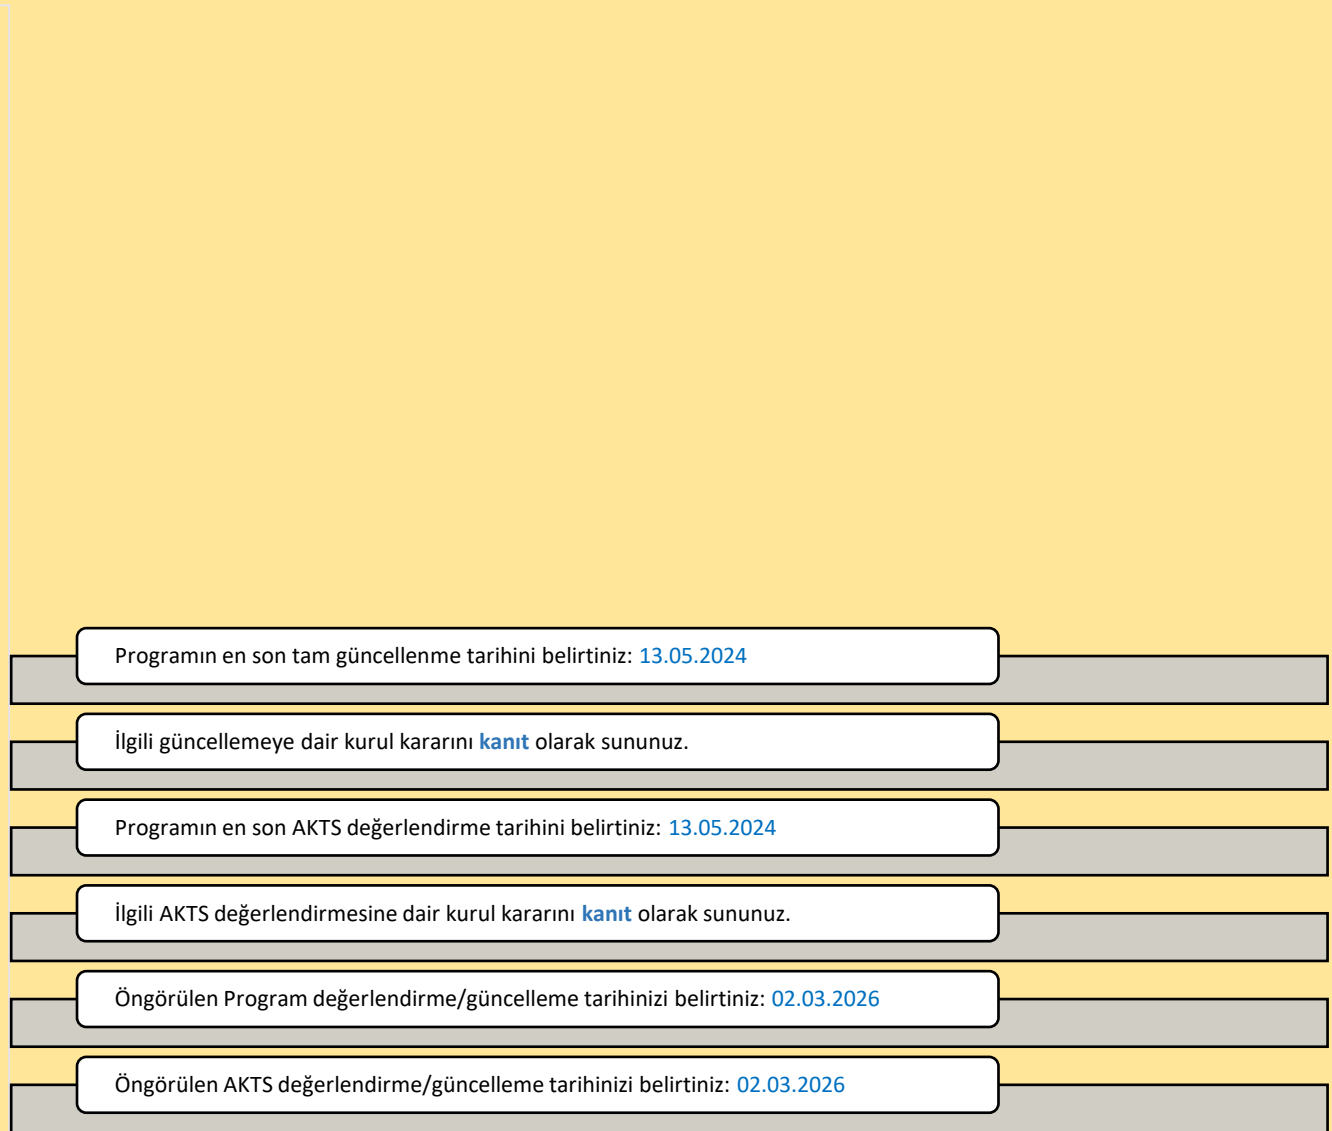 Programın en son tam güncellenme tarihini belirtiniz: 13.05.2024
İlgili güncellemeye dair kurul kararını kanıt olarak sununuz.
Programın en son AKTS değerlendirme tarihini belirtiniz: 13.05.2024
İlgili AKTS değerlendirmesine dair kurul kararını kanıt olarak sununuz.
Öngörülen Program değerlendirme/güncelleme tarihinizi belirtiniz: 02.03.2026
Öngörülen AKTS değerlendirme/güncelleme tarihinizi belirtiniz: 02.03.2026